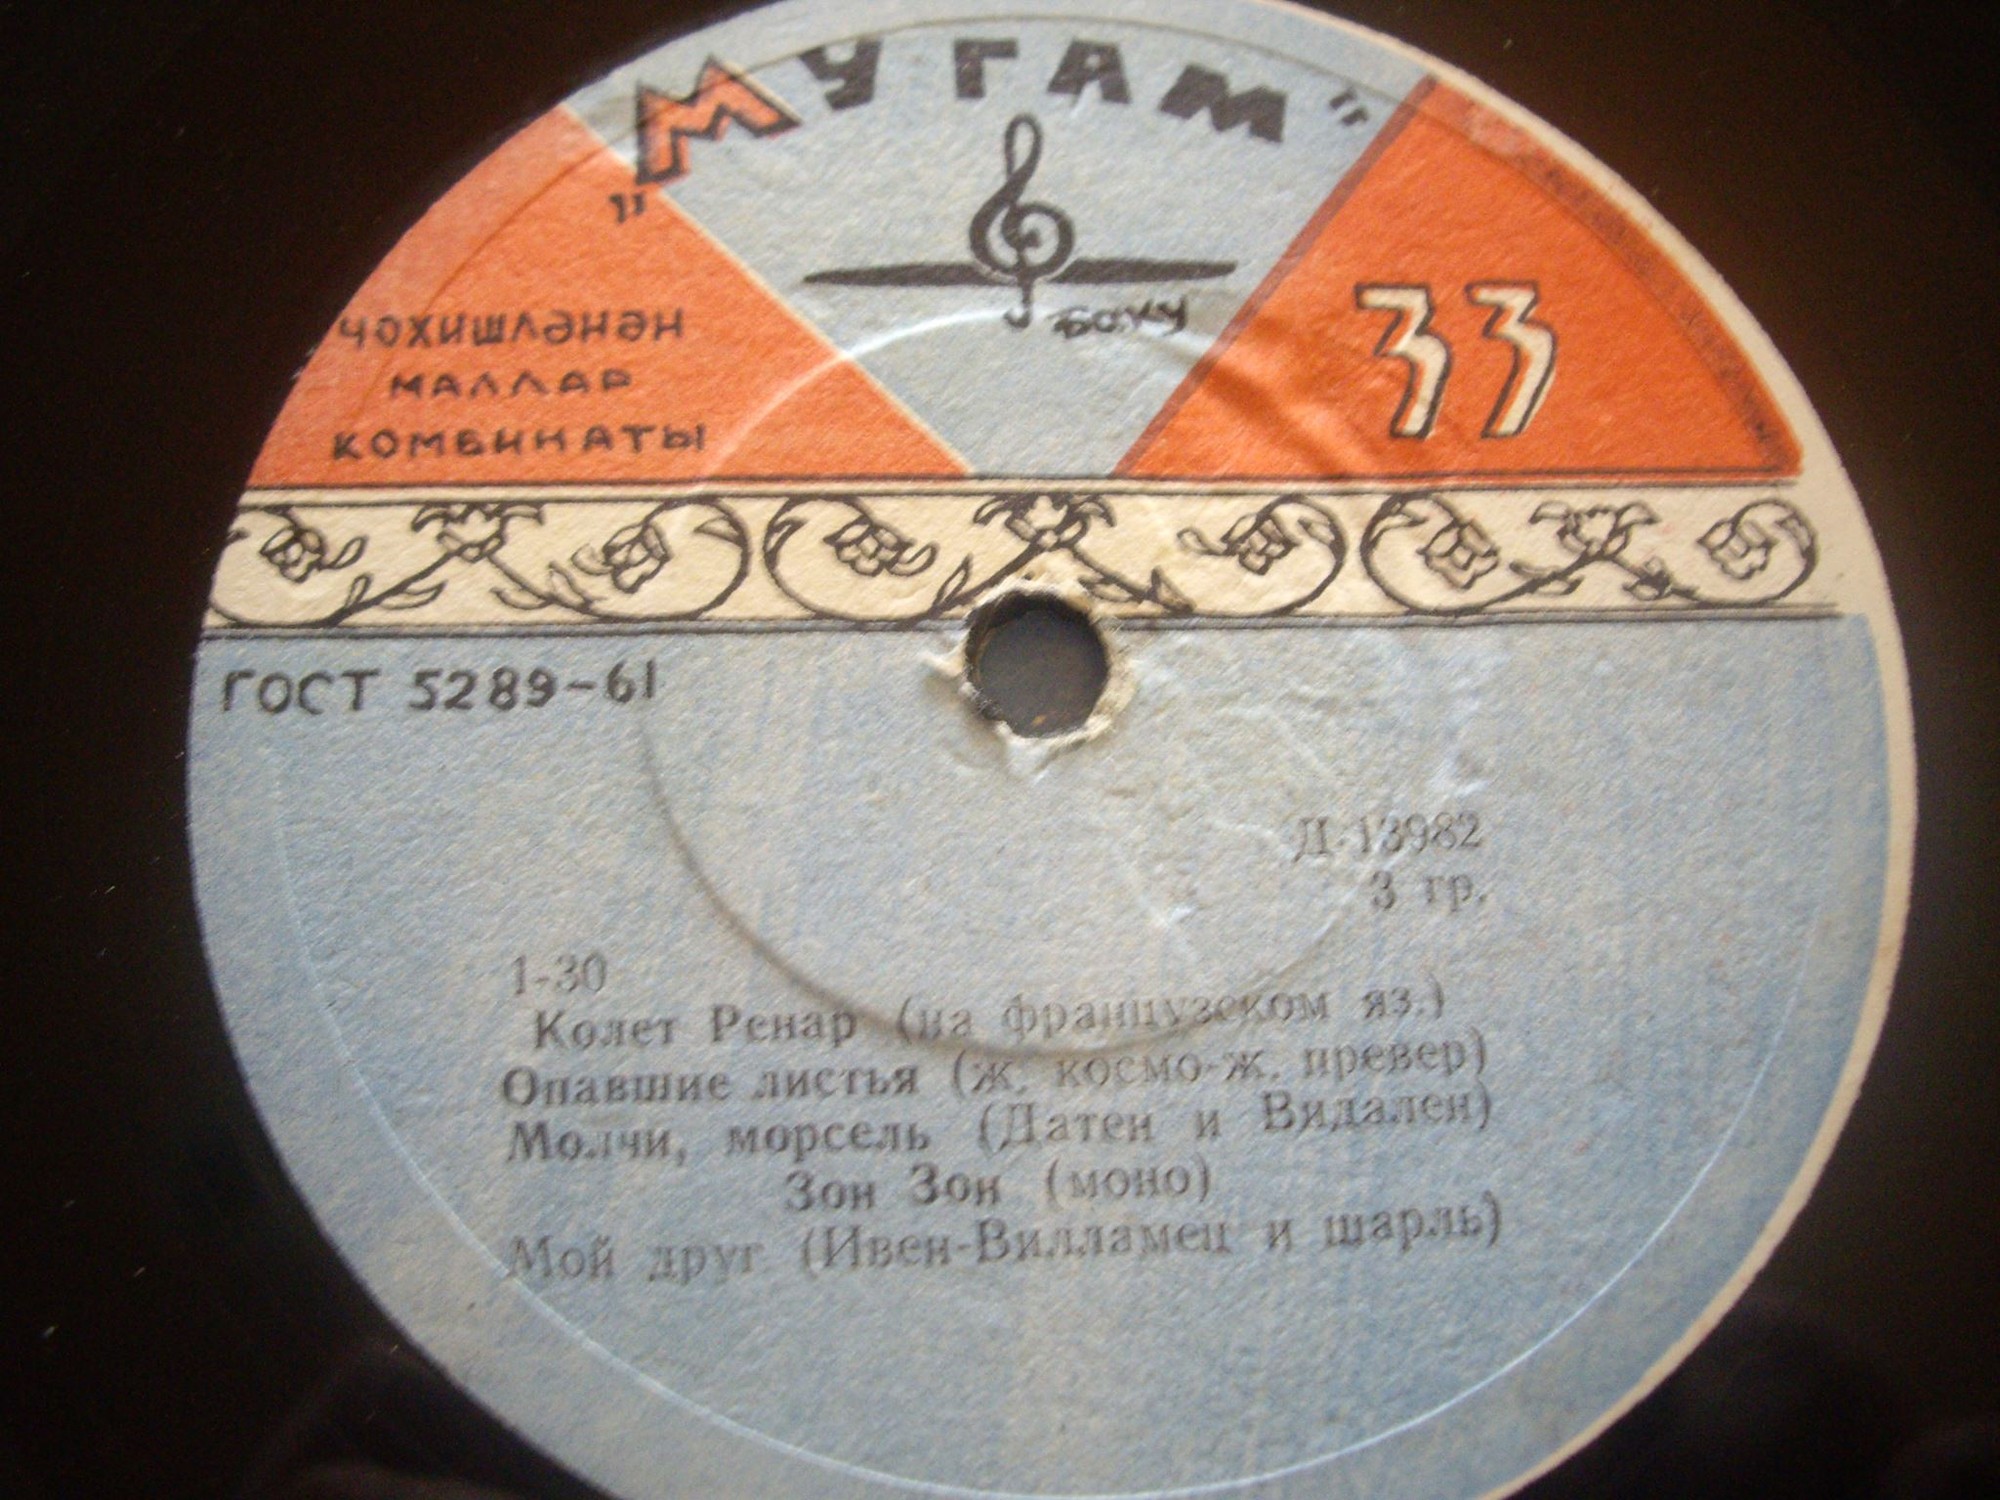 "МУГАМ"
Бакү
33
ЧОХИШЛӘНӘН
МАЛЛАР
КОМБИНАТЫ
ГОСТ 5289-61
Д-13982
3 гр.
1-30
Колет Ренар (на французском яз.)
Опавшие листья (ж. космо-ж. превер)
Молчи, морсель (Датен и Видален)
Зон Зон (моно)
Мой друг (Ивен-Вилламец и шарль)